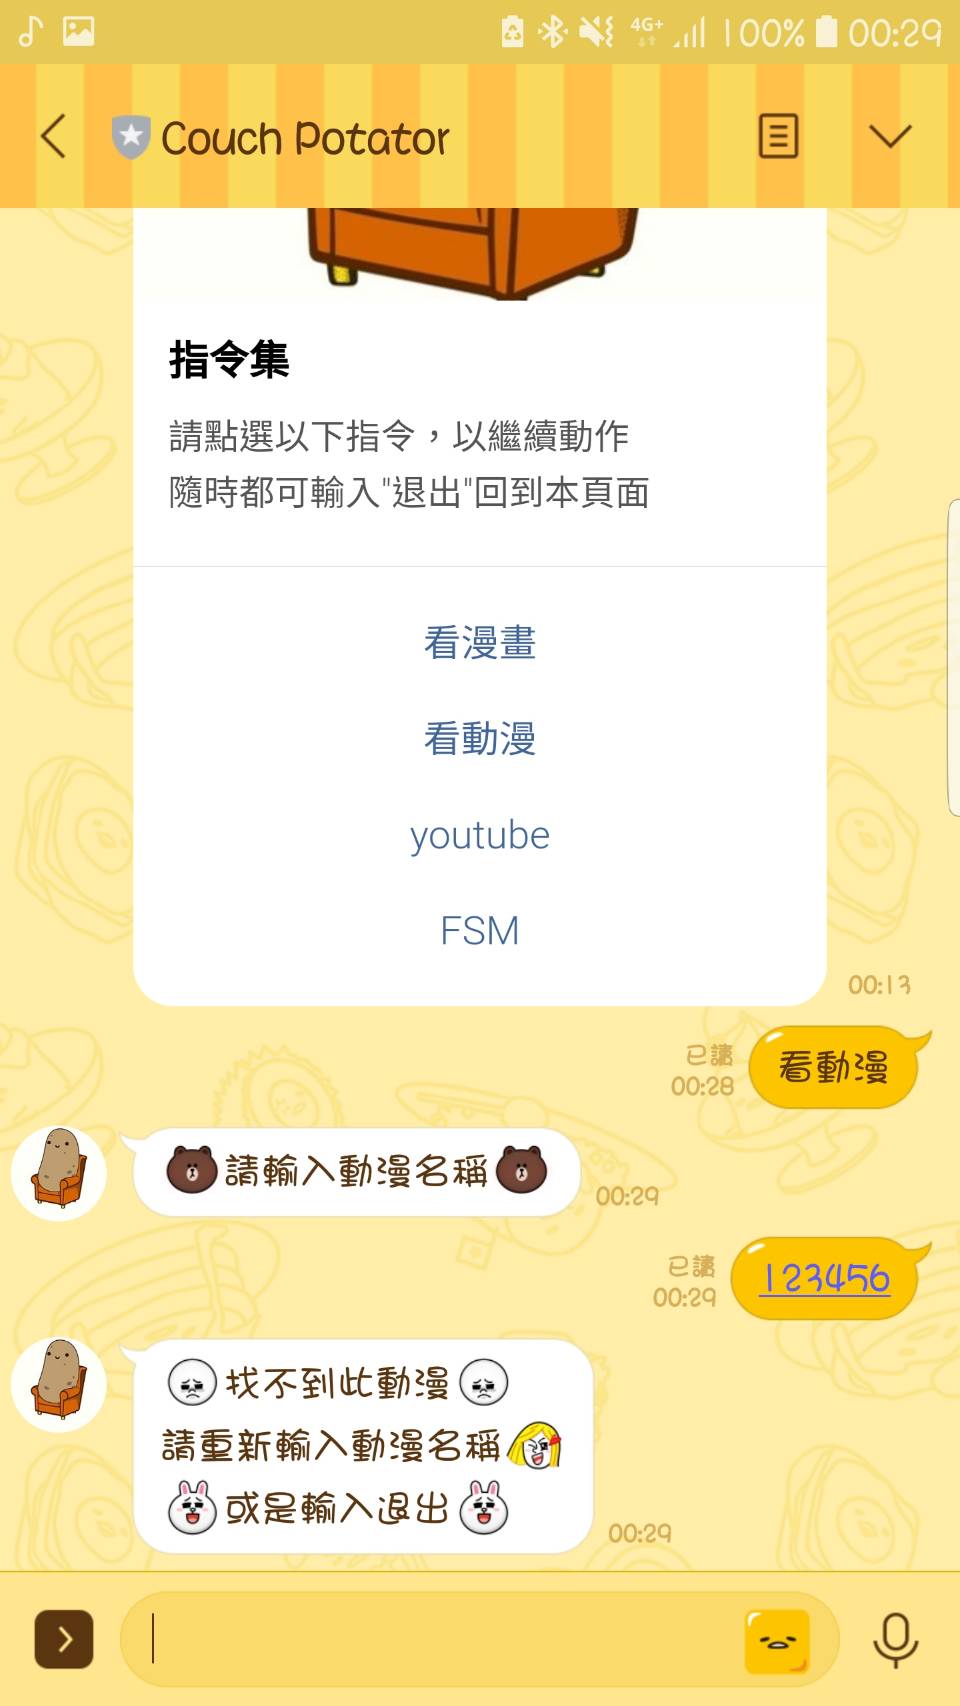 4G+ 100% 00:29
Couch Potator
指令集
請點選以下指令，以繼續動作
隨時都可輸入"退出"回到本頁面
看漫畫
看動漫
youtube
FSM
00:13
看動漫
已讀
00:28
請輸入動漫名稱
00:29
123456
已讀
00:29
找不到此動漫
請重新輸入動漫名稱
或是輸入退出
00:29